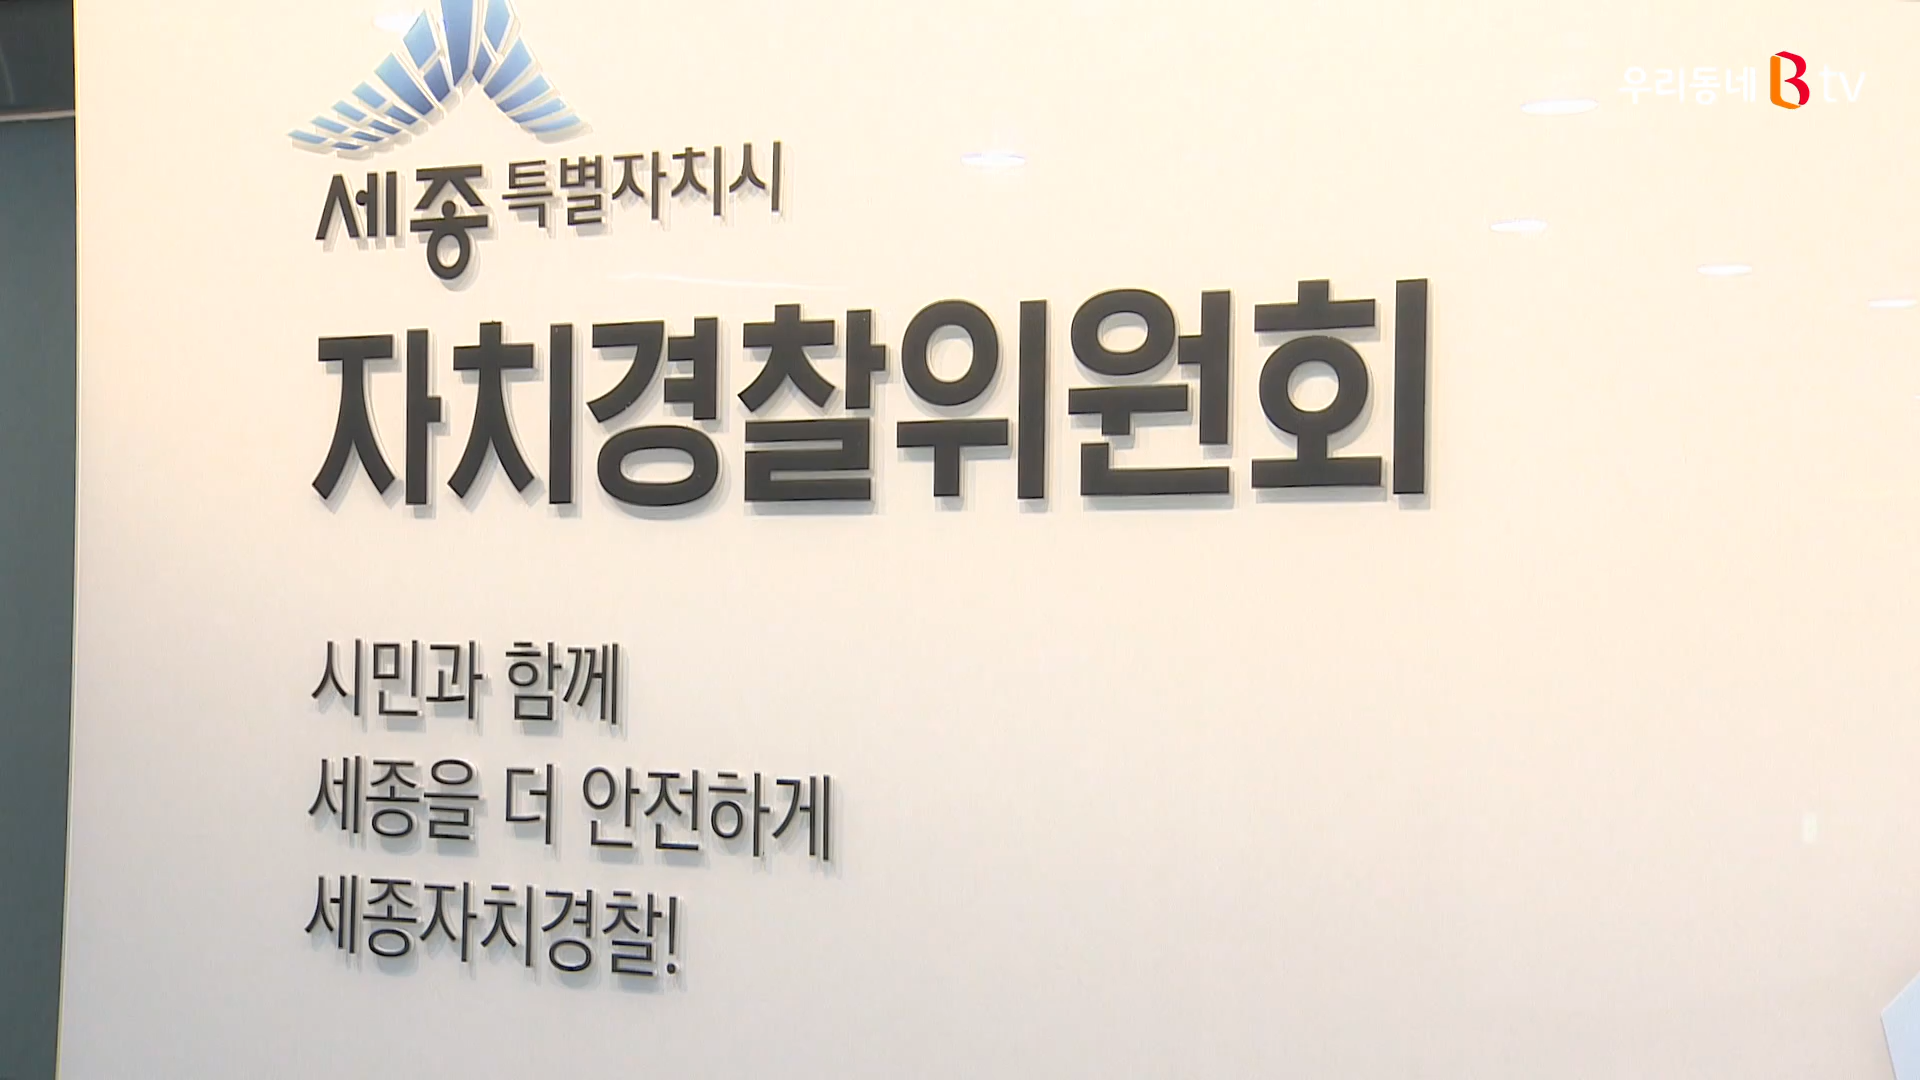 우리동네 B tv
세종특별자치시
자치경찰위원회
시민과 함께
세종을 더 안전하게
세종자치경찰!